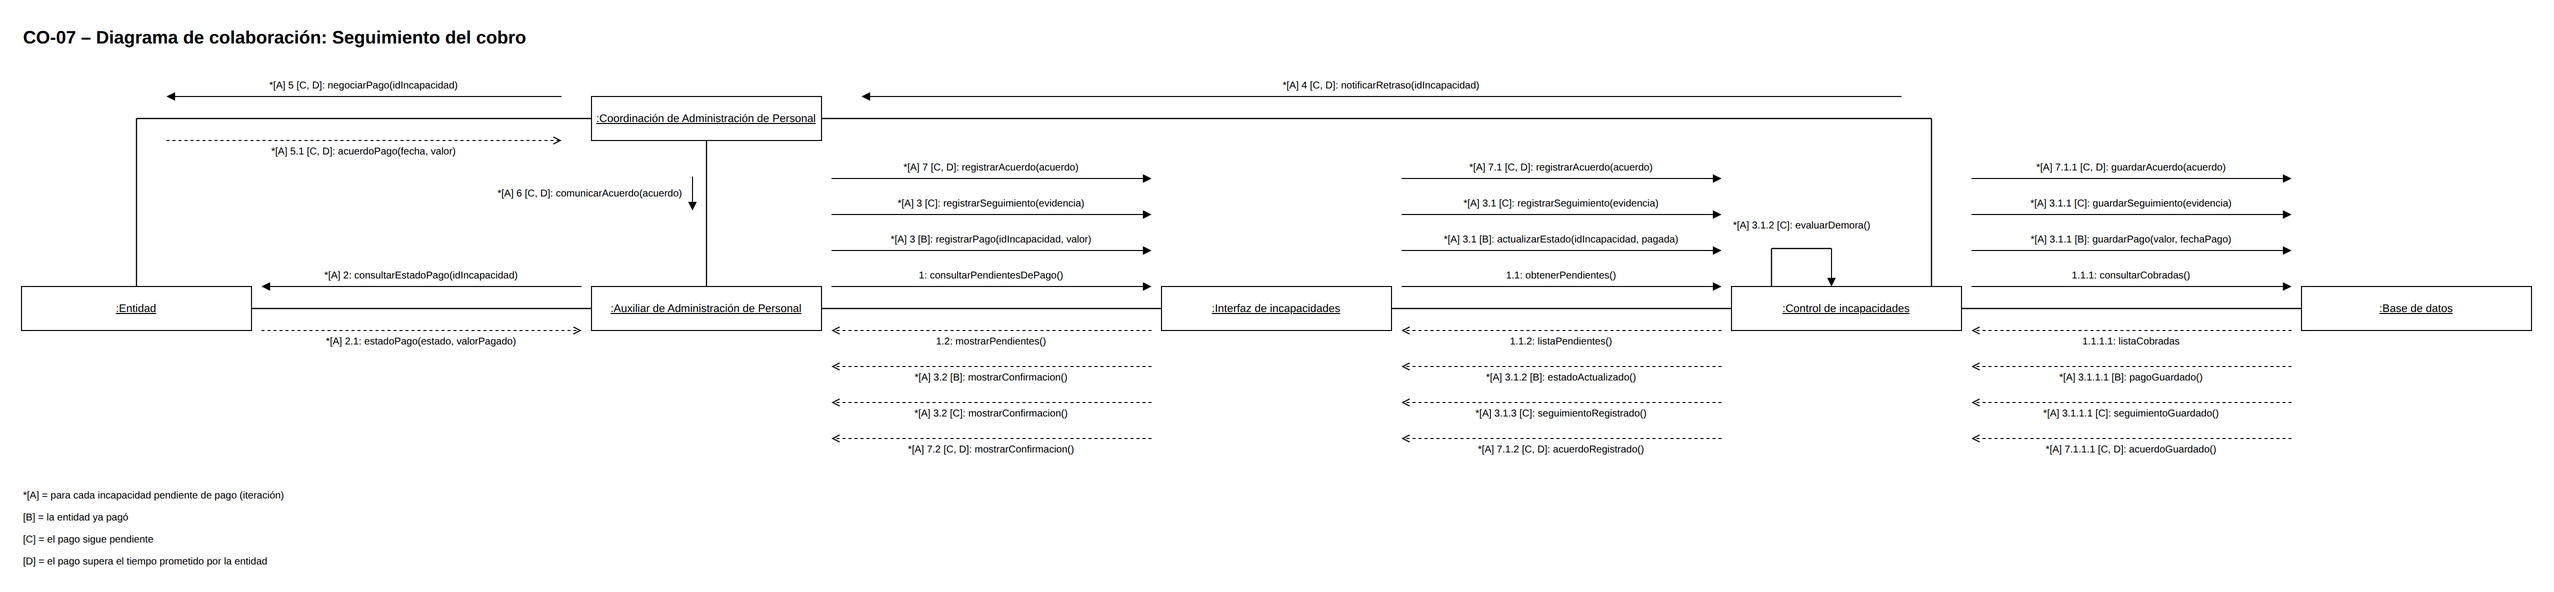 CO-07 – Diagrama de colaboración: Seguimiento del cobro
*[A] 5 [C, D]: negociarPago(idIncapacidad)
*[A] 4 [C, D]: notificarRetraso(idIncapacidad)
:Coordinación de Administración de Personal
*[A] 5.1 [C, D]: acuerdoPago(fecha, valor)
*[A] 7 [C, D]: registrarAcuerdo(acuerdo)
*[A] 7.1 [C, D]: registrarAcuerdo(acuerdo)
*[A] 7.1.1 [C, D]: guardarAcuerdo(acuerdo)
*[A] 6 [C, D]: comunicarAcuerdo(acuerdo)
*[A] 3 [C]: registrarSeguimiento(evidencia)
*[A] 3.1 [C]: registrarSeguimiento(evidencia)
*[A] 3.1.1 [C]: guardarSeguimiento(evidencia)
*[A] 3.1.2 [C]: evaluarDemora()
*[A] 3 [B]: registrarPago(idIncapacidad, valor)
*[A] 3.1 [B]: actualizarEstado(idIncapacidad, pagada)
*[A] 3.1.1 [B]: guardarPago(valor, fechaPago)
*[A] 2: consultarEstadoPago(idIncapacidad)
1: consultarPendientesDePago()
1.1: obtenerPendientes()
1.1.1: consultarCobradas()
:Entidad
:Auxiliar de Administración de Personal
:Interfaz de incapacidades
:Control de incapacidades
:Base de datos
*[A] 2.1: estadoPago(estado, valorPagado)
1.2: mostrarPendientes()
1.1.2: listaPendientes()
1.1.1.1: listaCobradas
*[A] 3.2 [B]: mostrarConfirmacion()
*[A] 3.1.2 [B]: estadoActualizado()
*[A] 3.1.1.1 [B]: pagoGuardado()
*[A] 3.2 [C]: mostrarConfirmacion()
*[A] 3.1.3 [C]: seguimientoRegistrado()
*[A] 3.1.1.1 [C]: seguimientoGuardado()
*[A] 7.2 [C, D]: mostrarConfirmacion()
*[A] 7.1.2 [C, D]: acuerdoRegistrado()
*[A] 7.1.1.1 [C, D]: acuerdoGuardado()
*[A] = para cada incapacidad pendiente de pago (iteración)
[B] = la entidad ya pagó
[C] = el pago sigue pendiente
[D] = el pago supera el tiempo prometido por la entidad